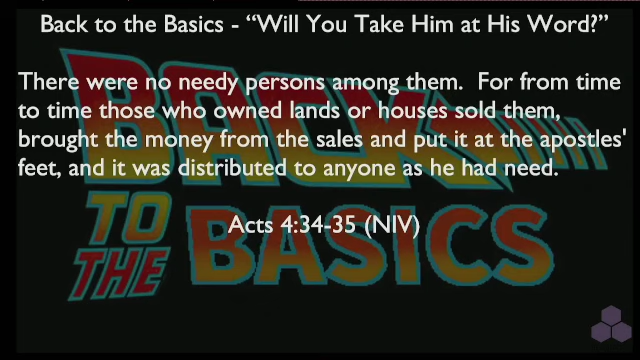 Back to the Basics - “Will You Take Him at His Word?”
There were no needy persons among them.  For from time
to time those who owned lands or houses sold them,
brought the money from the sales and put it at the apostles'
feet, and it was distributed to anyone as he had need.
Acts 4:34-35 (NIV)
BACK
TO
THE
BASICS